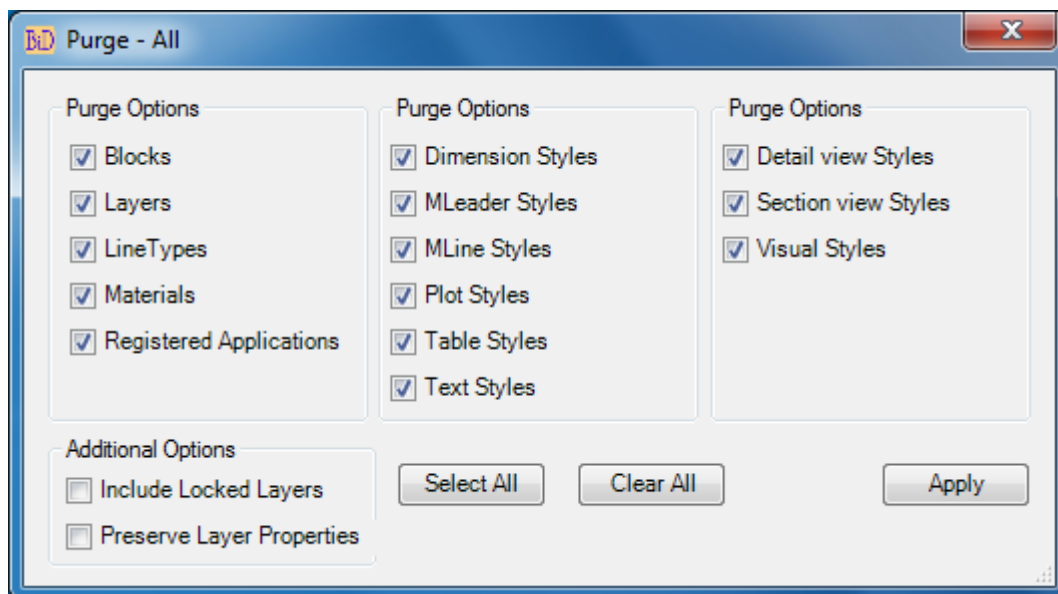 BiD Purge - All
Purge Options
Blocks
Layers
LineTypes
Materials
Registered Applications
Purge Options
Dimension Styles
MLeader Styles
MLine Styles
Plot Styles
Table Styles
Text Styles
Purge Options
Detail view Styles
Section view Styles
Visual Styles
Additional Options
Include Locked Layers
Preserve Layer Properties
Select All
Clear All
Apply